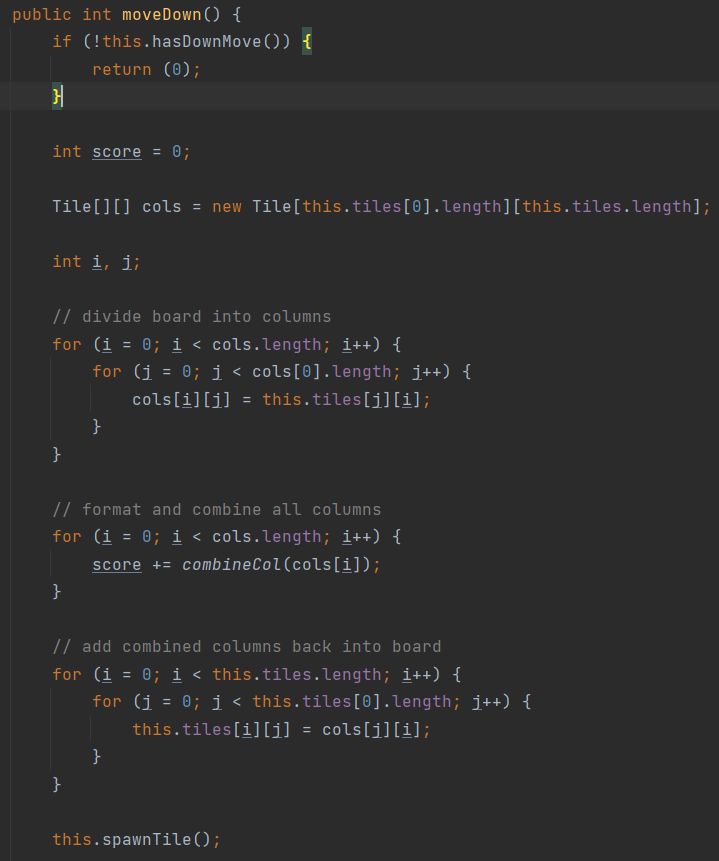 public int moveDown() {
    if (!this.hasDownMove()) {
        return (0);
    }

    int score = 0;

    Tile[][] cols = new Tile[this.tiles[0].length][this.tiles.length];

    int i, j;

    // divide board into columns
    for (i = 0; i < cols.length; i++) {
        for (j = 0; j < cols[0].length; j++) {
            cols[i][j] = this.tiles[j][i];
        }
    }

    // format and combine all columns
    for (i = 0; i < cols.length; i++) {
        score += combineCol(cols[i]);
    }

    // add combined columns back into board
    for (i = 0; i < this.tiles.length; i++) {
        for (j = 0; j < this.tiles[0].length; j++) {
            this.tiles[i][j] = cols[j][i];
        }
    }

    this.spawnTile();